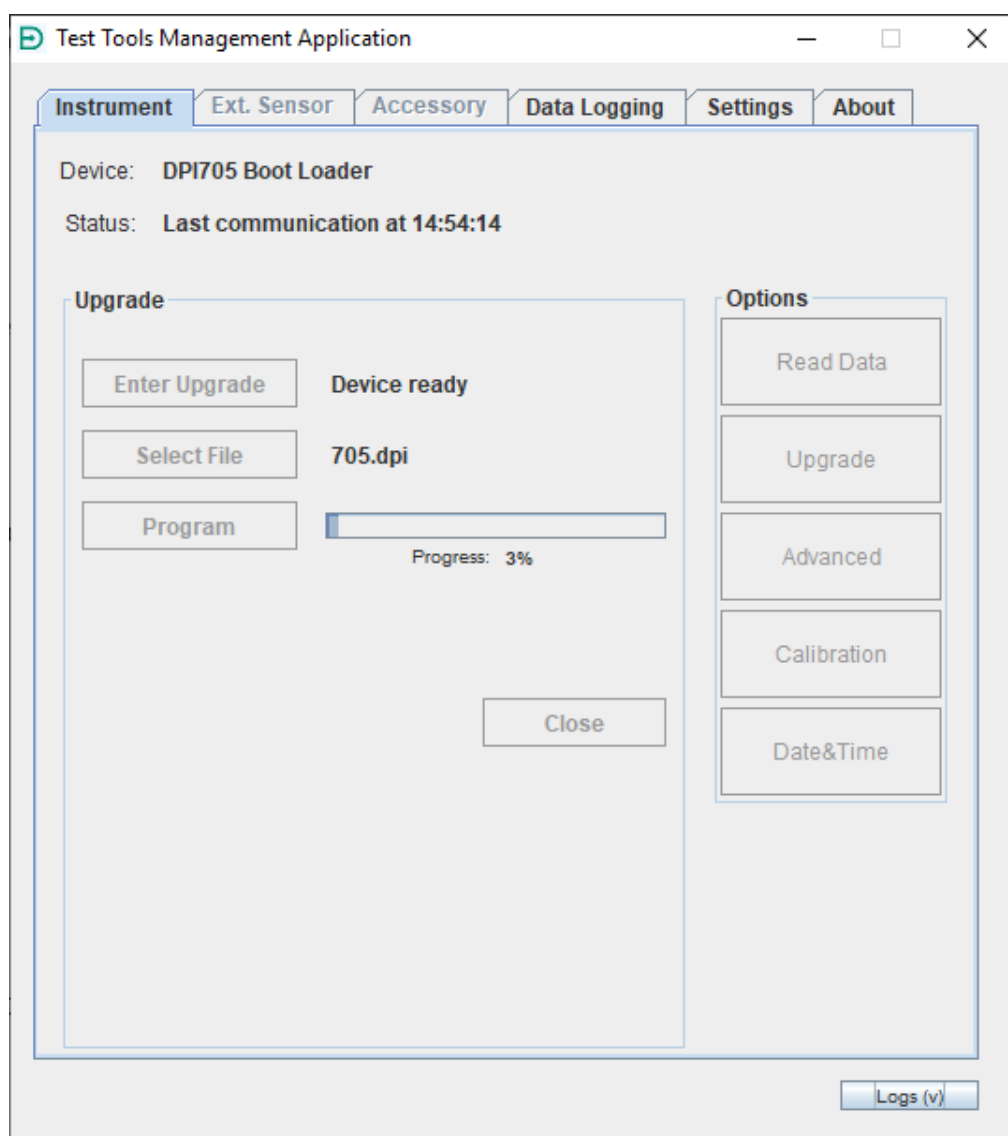 Test Tools Management Application
Instrument Ext. Sensor Accessory Data Logging Settings About
Device: DPI705 Boot Loader
Status: Last communication at 14:54:14
Upgrade
Enter Upgrade Device ready
Select File 705.dpi
Program
Progress: 3%
Close
Options
Read Data
Upgrade
Advanced
Calibration
Date&Time
Logs (v)